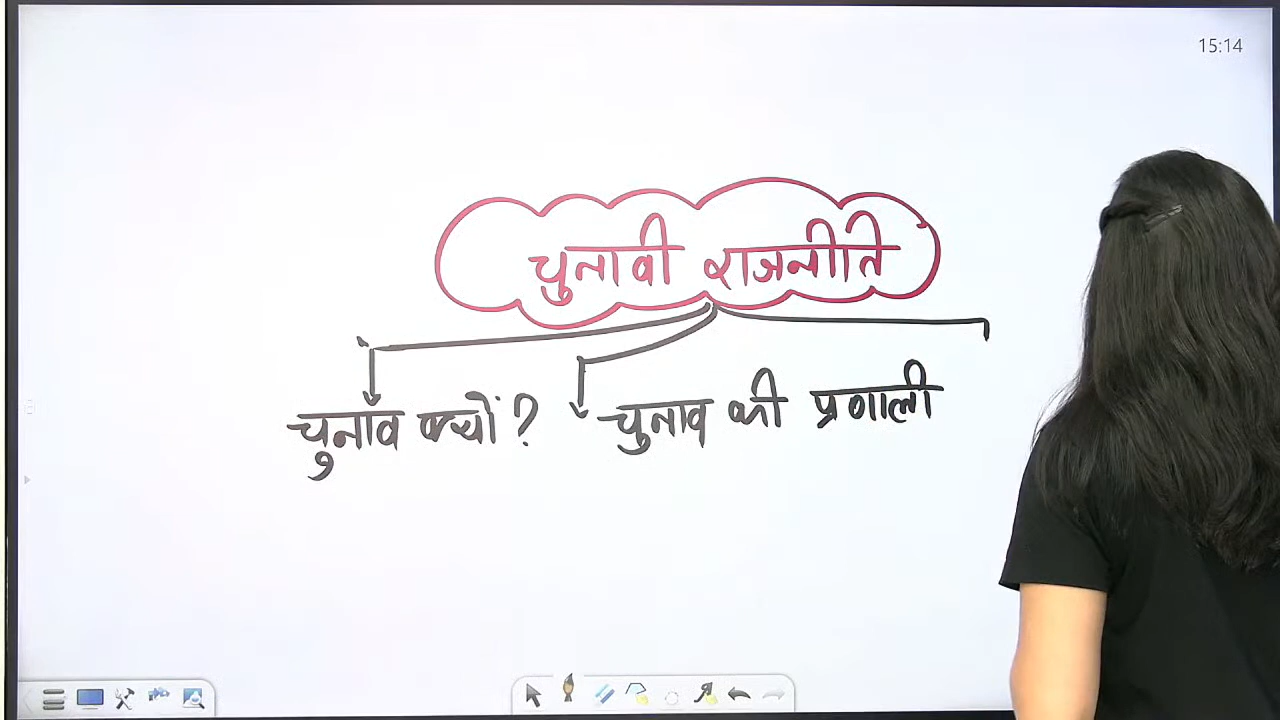 15:14
चुनावी राजनीति
चुनाव क्यों ? चुनाव की प्रणाली